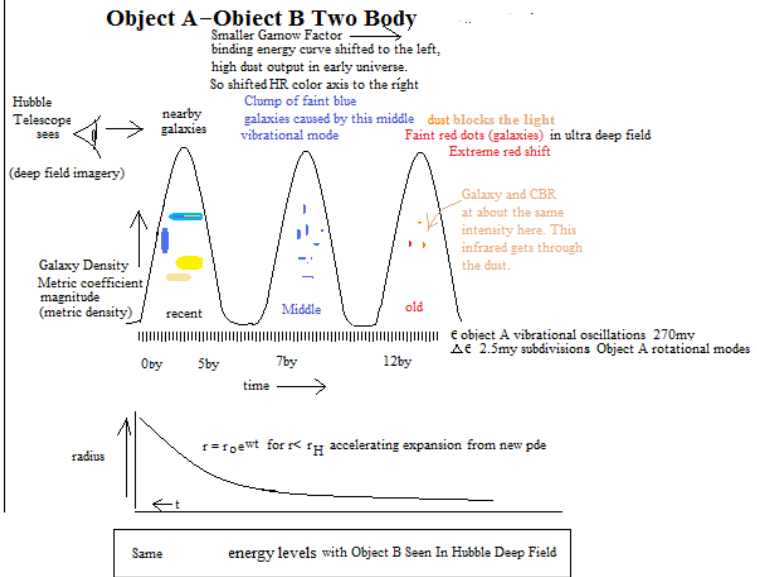 Object A-Object B Two Body
Smaller Gamow Factor
binding energy curve shifted to the left,
high dust output in early universe.
So shifted HR color axis to the right
Hubble
Telescope
sees
(deep field imagery)
nearby
galaxies
Clump of faint blue
galaxies caused by this middle
vibrational mode
dust blocks the light
Faint red dots (galaxies) in ultra deep field
Extreme red shift
Galaxy and CBR
at about the same
intensity here. This
infrared gets through
the dust.
Galaxy Density
Metric coefficient
magnitude
(metric density)
recent
Middle
old
ϵ object A vibrational oscillations 270my
Δϵ 2.5my subdivisions Object A rotational modes
0by 5by 7by 12by
time
radius
r = r₀eʷᵗ for r< r_H accelerating expansion from new pde
t
Same energy levels with Object B Seen In Hubble Deep Field